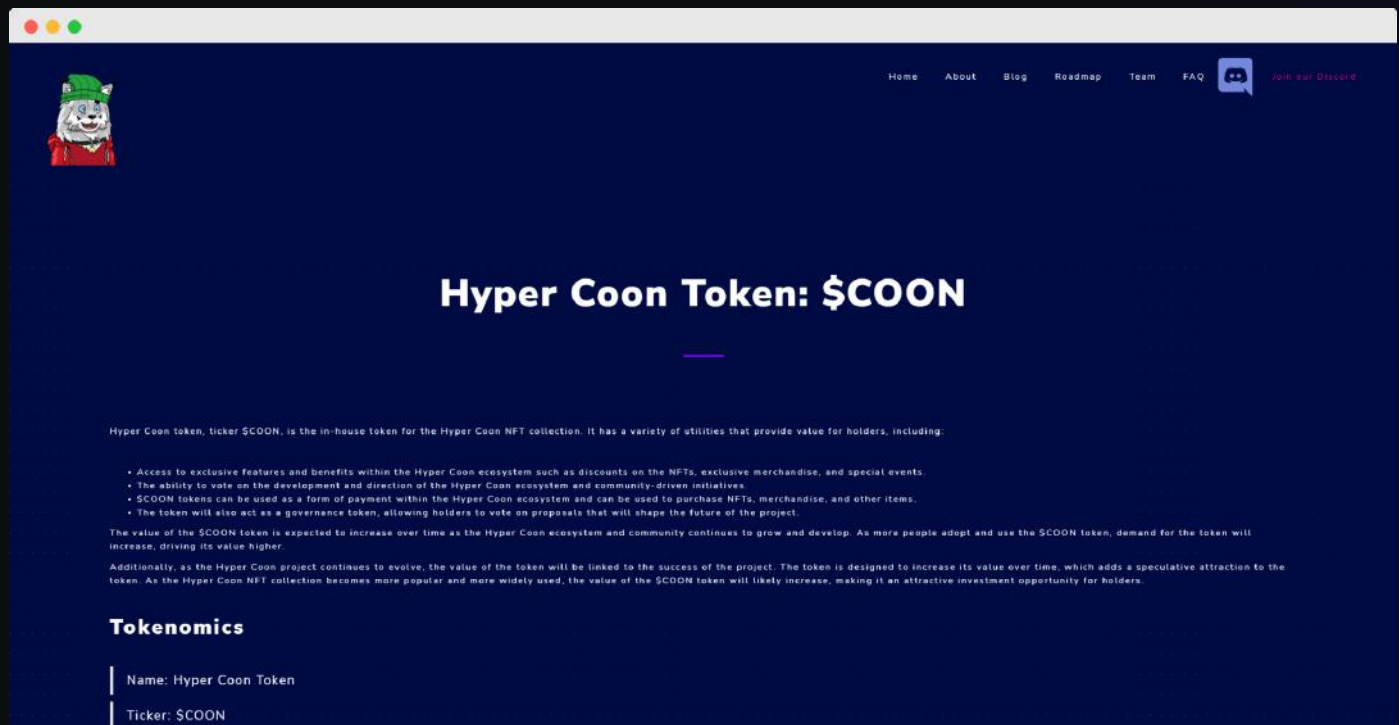 Home About Blog Roadmap Team FAQ Join our Discord
Hyper Coon Token: $COON
Hyper Coon token, ticker $COON, is the in-house token for the Hyper Coon NFT collection. It has a variety of utilities that provide value for holders, including:
• Access to exclusive features and benefits within the Hyper Coon ecosystem such as discounts on the NFTs, exclusive merchandise, and special events.
• The ability to vote on the development and direction of the Hyper Coon ecosystem and community-driven initiatives.
• $COON tokens can be used as a form of payment within the Hyper Coon ecosystem and can be used to purchase NFTs, merchandise, and other items.
• The token will also act as a governance token, allowing holders to vote on proposals that will shape the future of the project.
The value of the $COON token is expected to increase over time as the Hyper Coon ecosystem and community continues to grow and develop. As more people adopt and use the $COON token, demand for the token will
increase, driving its value higher.
Additionally, as the Hyper Coon project continues to evolve, the value of the token will be linked to the success of the project. The token is designed to increase its value over time, which adds a speculative attraction to the
token. As the Hyper Coon NFT collection becomes more popular and more widely used, the value of the $COON token will likely increase, making it an attractive investment opportunity for holders.
Tokenomics
Name: Hyper Coon Token
Ticker: $COON